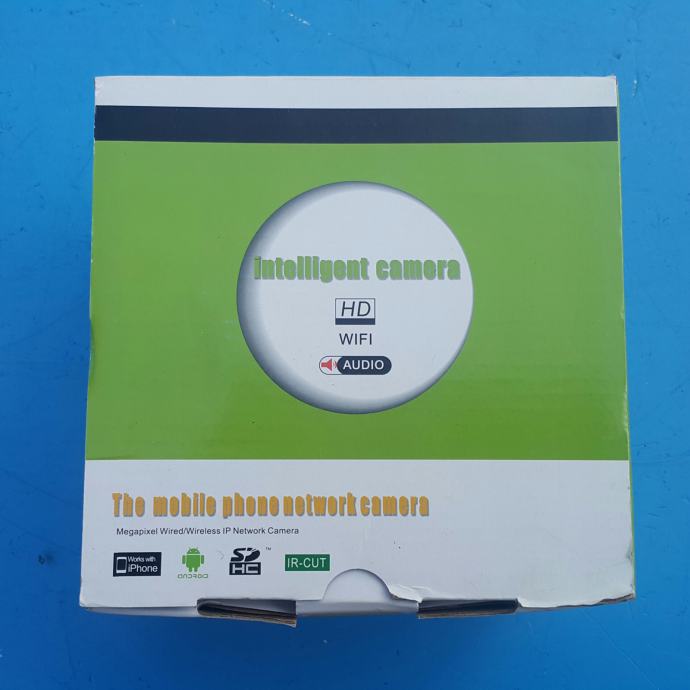 intelligent camera
HD
WIFI
AUDIO
The mobile phone network camera
Megapixel Wired/Wireless IP Network Camera
Works with
iPhone
ANDROID
SD
HC
TM
IR-CUT